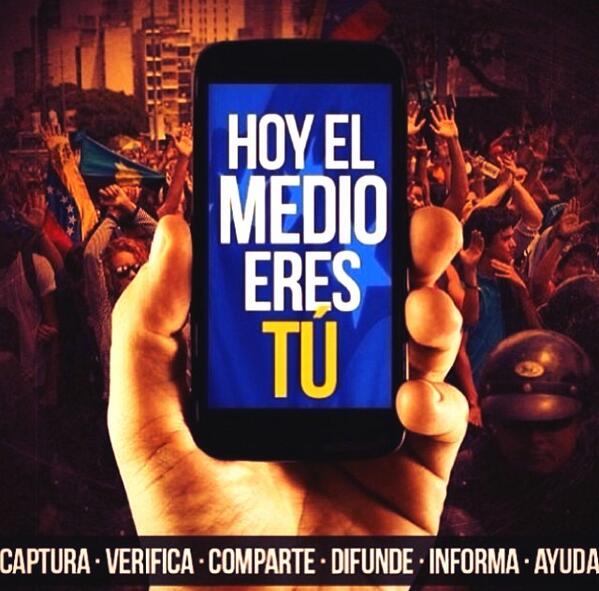 HOY EL
MEDIO
ERES
TÚ
CAPTURA · VERIFICA · COMPARTE · DIFUNDE · INFORMA · AYUDA